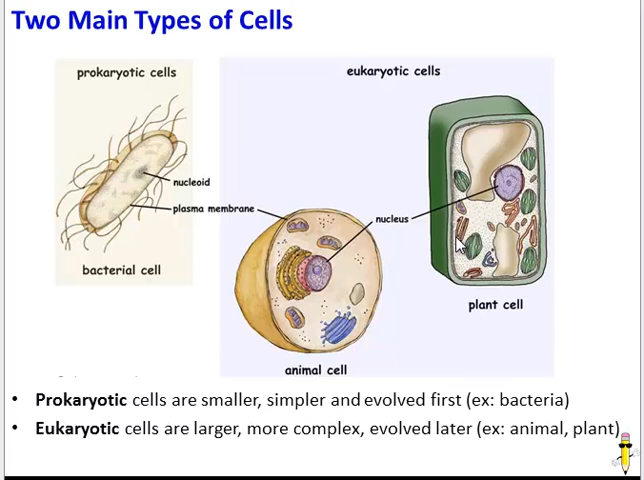 Two Main Types of Cells
prokaryotic cells
eukaryotic cells
nucleoid
plasma membrane
nucleus
bacterial cell
plant cell
animal cell
• Prokaryotic cells are smaller, simpler and evolved first (ex: bacteria)
• Eukaryotic cells are larger, more complex, evolved later (ex: animal, plant)